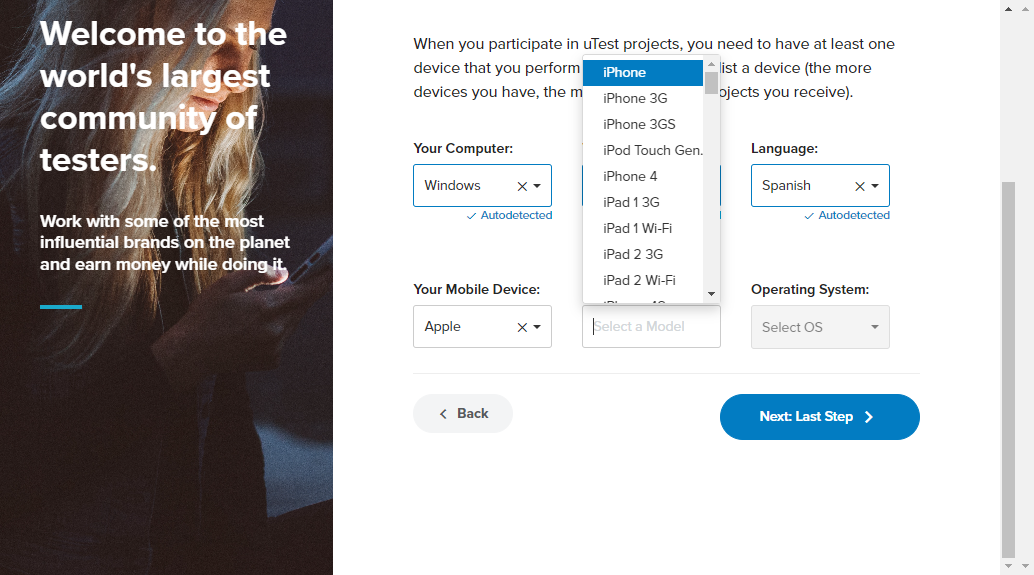 Welcome to the
world's largest
community of
testers.
Work with some of the most
influential brands on the planet
and earn money while doing it.
When you participate in uTest projects, you need to have at least one
device that you perform ist a device (the more
devices you have, the m ojects you receive).
Your Computer:
Windows
Autodetected
Language:
Spanish
Autodetected
iPhone
iPhone 3G
iPhone 3GS
iPod Touch Gen.
iPhone 4
iPad 1 3G
iPad 1 Wi-Fi
iPad 2 3G
iPad 2 Wi-Fi
Your Mobile Device:
Apple
Select a Model
Operating System:
Select OS
Back
Next: Last Step